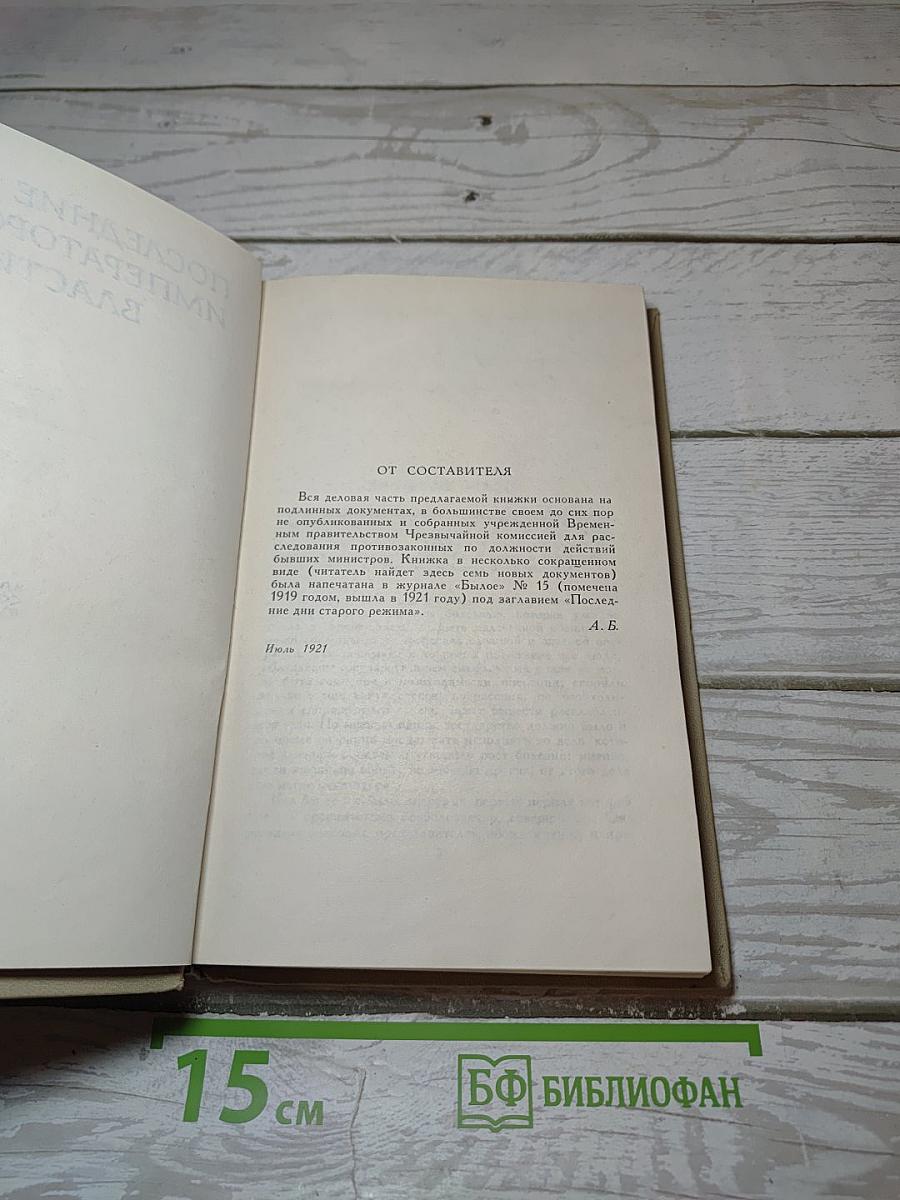 ОТ СОСТАВИТЕЛЯ
Вся деловая часть предлагаемой книжки основана на
подлинных документах, в большинстве своем до сих пор
не опубликованных и собранных учрежденной Времен-
ным правительством Чрезвычайной комиссией для рас-
следования противозаконных по должности действий
бывших министров. Книжка в несколько сокращенном
виде (читатель найдет здесь семь новых документов)
была напечатана в журнале «Былое» № 15 (помечена
1919 годом, вышла в 1921 году) под заглавием «Послед-
ние дни старого режима».
А. Б.
Июль 1921
15 см
БФ БИБЛИОФАН